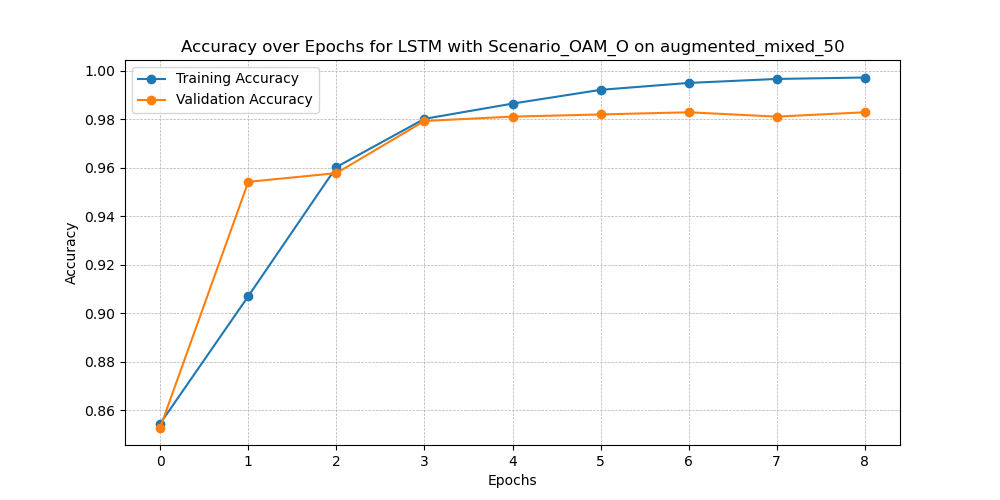 Accuracy over Epochs for LSTM with Scenario_OAM_O on augmented_mixed_50
Training Accuracy
Validation Accuracy
Accuracy
1.00
0.98
0.96
0.94
0.92
0.90
0.88
0.86
0 1 2 3 4 5 6 7 8
Epochs